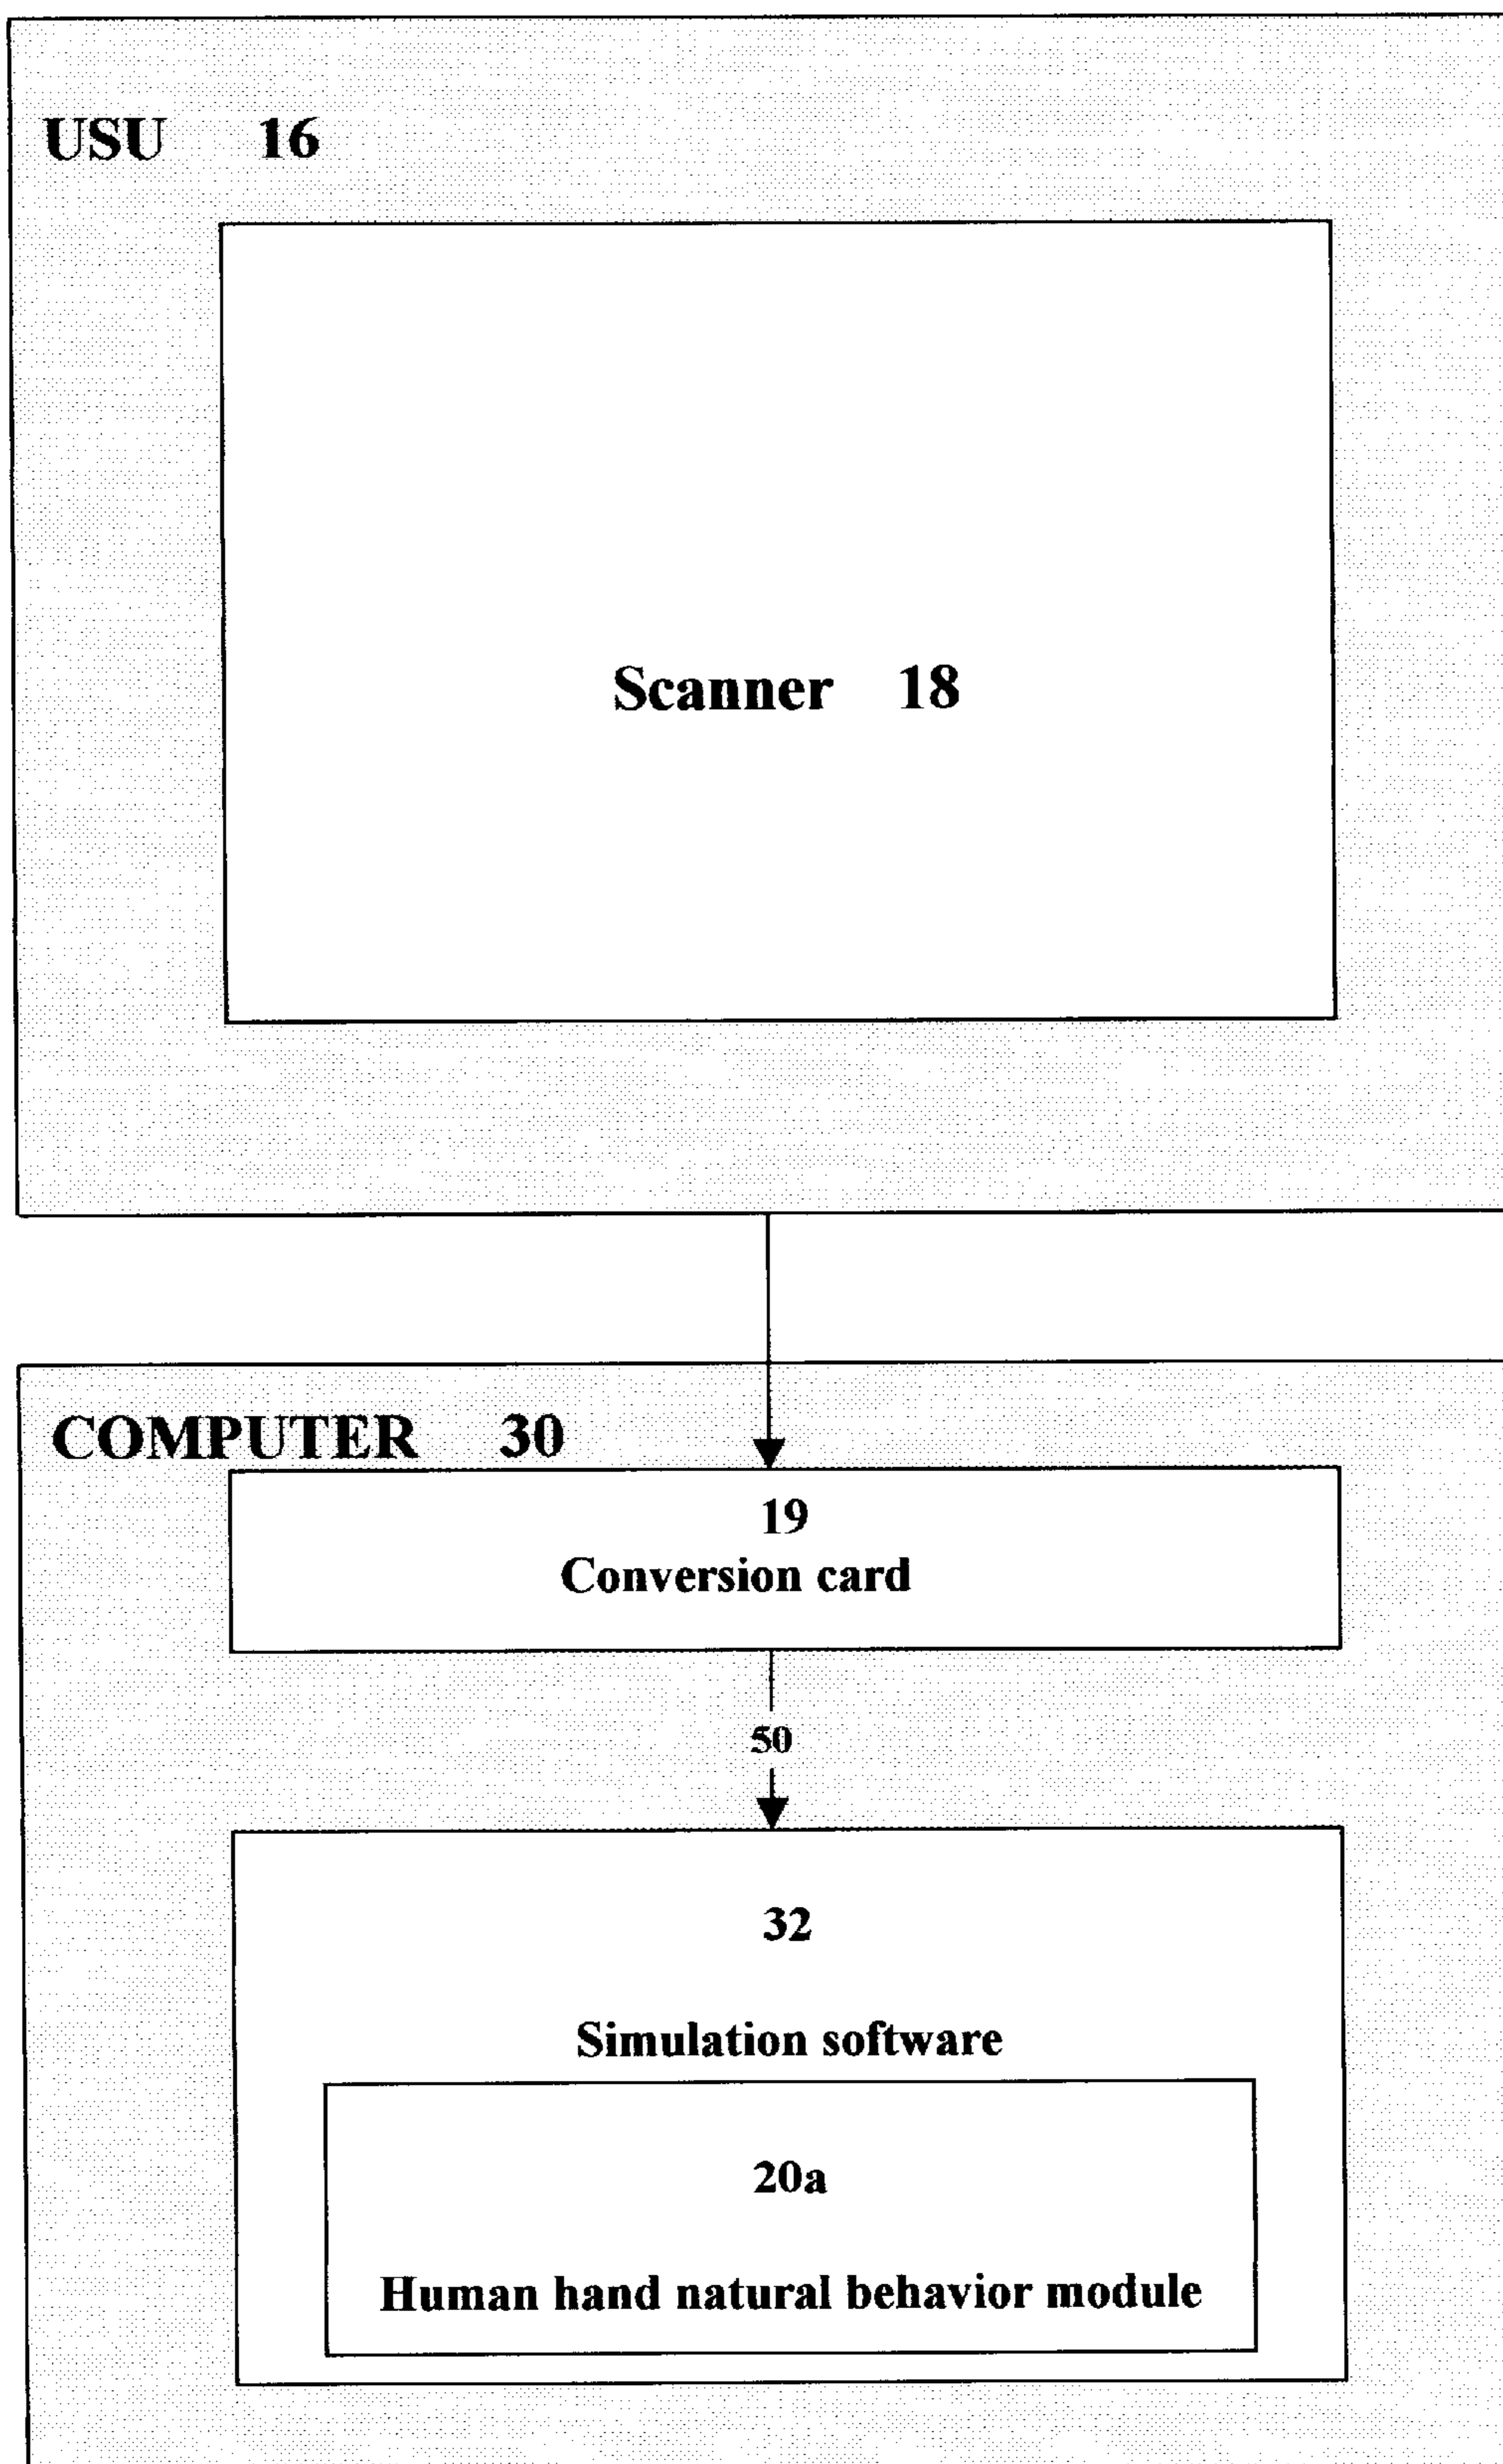 USU 16
Scanner 18
COMPUTER 30
19
Conversion card
50
32
Simulation software
20a
Human hand natural behavior module